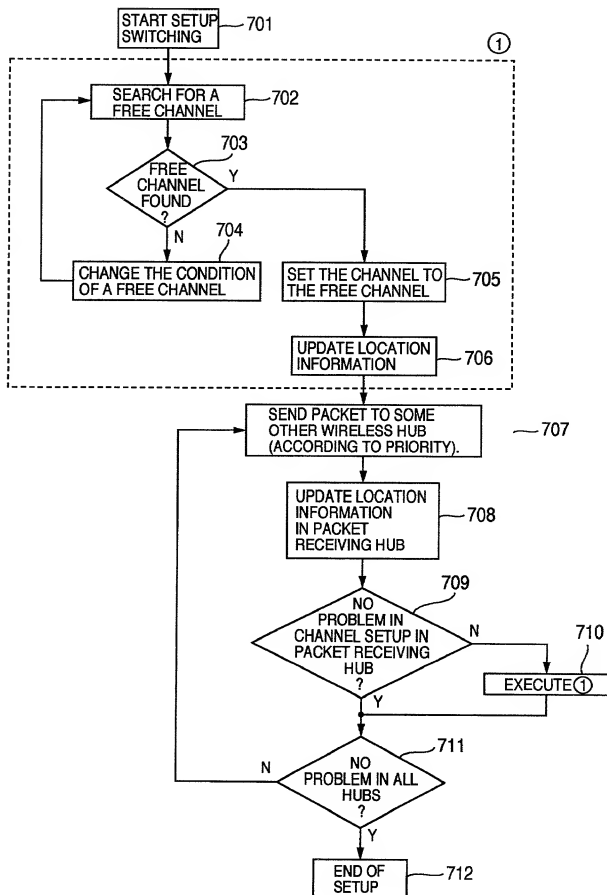 START SETUP
SWITCHING
701
①
SEARCH FOR A
FREE CHANNEL
702
703
FREE
CHANNEL
FOUND
?
Y
N
704
CHANGE THE CONDITION
OF A FREE CHANNEL
SET THE CHANNEL TO
THE FREE CHANNEL
705
UPDATE LOCATION
INFORMATION
706
SEND PACKET TO SOME
OTHER WIRELESS HUB
(ACCORDING TO PRIORITY).
707
UPDATE LOCATION
INFORMATION
IN PACKET
RECEIVING HUB
708
709
NO
PROBLEM IN
CHANNEL SETUP IN
PACKET RECEIVING
HUB
?
N
Y
710
EXECUTE①
711
NO
PROBLEM IN ALL
HUBS
?
N
Y
END OF
SETUP
712